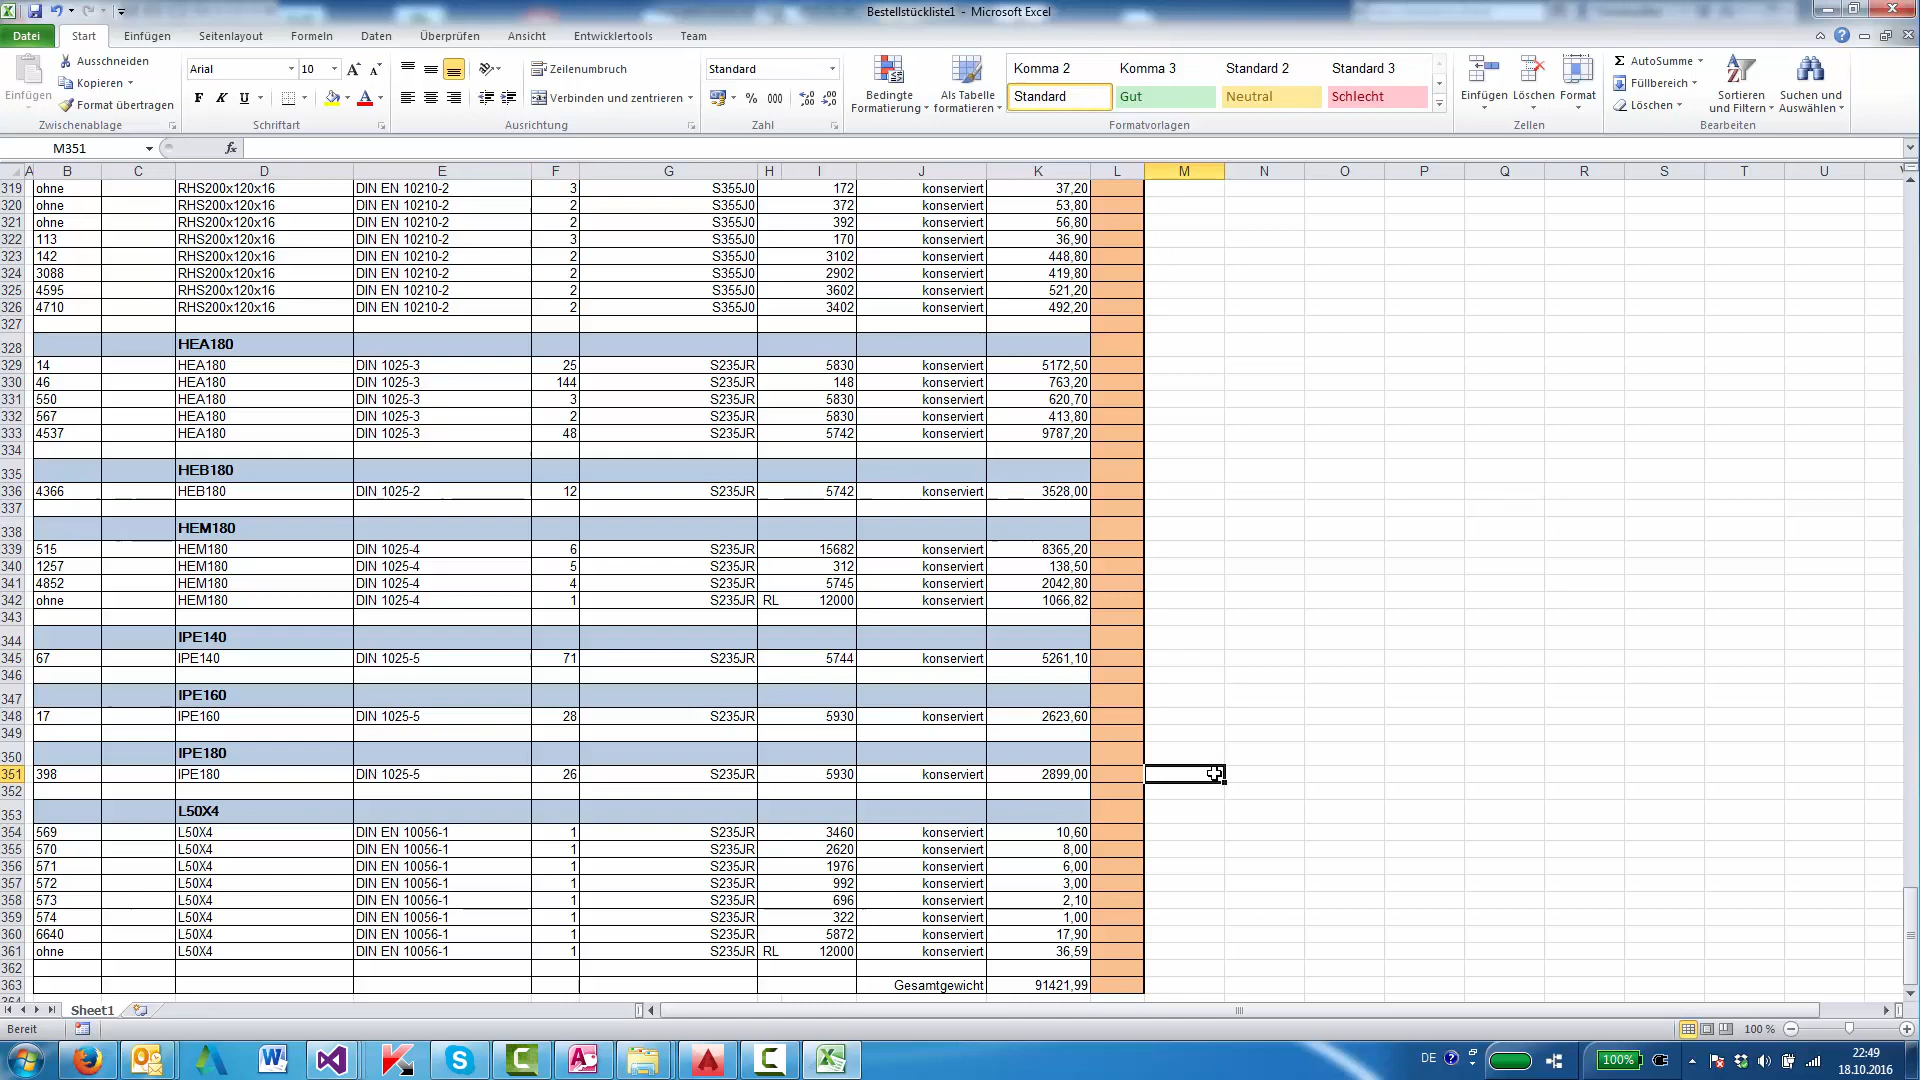 Bestellstückliste1 - Microsoft Excel
Datei Start Einfügen Seitenlayout Formeln Daten Überprüfen Ansicht Entwicklertools Team
Einfügen
Ausschneiden
Kopieren
Format übertragen
Zwischenablage
Arial 10
F K U
Schriftart
Zeilenumbruch
Verbinden und zentrieren
Ausrichtung
Standard
% 000
Zahl
Bedingte Formatierung
Als Tabelle formatieren
Komma 2 Komma 3 Standard 2 Standard 3
Standard Gut Neutral Schlecht
Formatvorlagen
Einfügen Löschen Format
Zellen
AutoSumme
Füllbereich
Löschen
Sortieren und Filtern
Suchen und Auswählen
Bearbeiten
M351 fx
A B C D E F G H I J K L M N O P Q R S T U
319 ohne RHS200x120x16 DIN EN 10210-2 3 S355J0 172 konserviert 37,20
320 ohne RHS200x120x16 DIN EN 10210-2 2 S355J0 372 konserviert 53,80
321 ohne RHS200x120x16 DIN EN 10210-2 2 S355J0 392 konserviert 56,80
322 113 RHS200x120x16 DIN EN 10210-2 3 S355J0 170 konserviert 36,90
323 142 RHS200x120x16 DIN EN 10210-2 2 S355J0 3102 konserviert 448,80
324 3088 RHS200x120x16 DIN EN 10210-2 2 S355J0 2902 konserviert 419,80
325 4595 RHS200x120x16 DIN EN 10210-2 2 S355J0 3602 konserviert 521,20
326 4710 RHS200x120x16 DIN EN 10210-2 2 S355J0 3402 konserviert 492,20
327
328 HEA180
329 14 HEA180 DIN 1025-3 25 S235JR 5830 konserviert 5172,50
330 46 HEA180 DIN 1025-3 144 S235JR 148 konserviert 763,20
331 550 HEA180 DIN 1025-3 3 S235JR 5830 konserviert 620,70
332 567 HEA180 DIN 1025-3 2 S235JR 5830 konserviert 413,80
333 4537 HEA180 DIN 1025-3 48 S235JR 5742 konserviert 9787,20
334
335 HEB180
336 4366 HEB180 DIN 1025-2 12 S235JR 5742 konserviert 3528,00
337
338 HEM180
339 515 HEM180 DIN 1025-4 6 S235JR 15682 konserviert 8365,20
340 1257 HEM180 DIN 1025-4 5 S235JR 312 konserviert 138,50
341 4852 HEM180 DIN 1025-4 4 S235JR 5745 konserviert 2042,80
342 ohne HEM180 DIN 1025-4 1 S235JR RL 12000 konserviert 1066,82
343
344 IPE140
345 67 IPE140 DIN 1025-5 71 S235JR 5744 konserviert 5261,10
346
347 IPE160
348 17 IPE160 DIN 1025-5 28 S235JR 5930 konserviert 2623,60
349
350 IPE180
351 398 IPE180 DIN 1025-5 26 S235JR 5930 konserviert 2899,00
352
353 L50X4
354 569 L50X4 DIN EN 10056-1 1 S235JR 3460 konserviert 10,60
355 570 L50X4 DIN EN 10056-1 1 S235JR 2620 konserviert 8,00
356 571 L50X4 DIN EN 10056-1 1 S235JR 1976 konserviert 6,00
357 572 L50X4 DIN EN 10056-1 1 S235JR 992 konserviert 3,00
358 573 L50X4 DIN EN 10056-1 1 S235JR 696 konserviert 2,10
359 574 L50X4 DIN EN 10056-1 1 S235JR 322 konserviert 1,00
360 6640 L50X4 DIN EN 10056-1 1 S235JR 5872 konserviert 17,90
361 ohne L50X4 DIN EN 10056-1 1 S235JR RL 12000 konserviert 36,59
362
363 Gesamtgewicht 91421,99
Sheet1
Bereit 100 %
DE 100% 22:49
18.10.2016